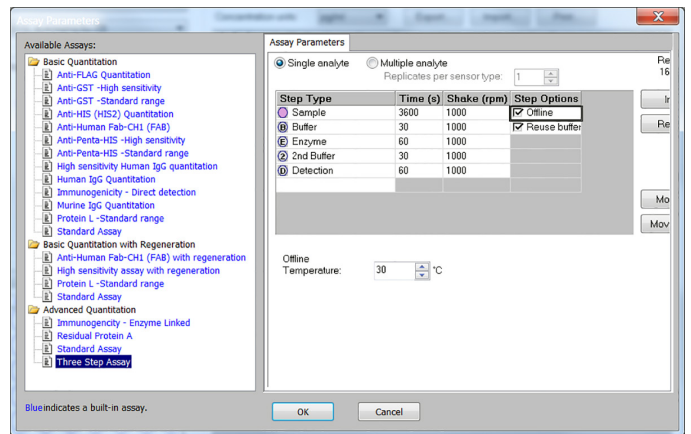 Assay Parameters
Available Assays:
Basic Quantitation
Anti-FLAG Quantitation
Anti-GST -High sensitivity
Anti-GST -Standard range
Anti-HIS (HIS2) Quantitation
Anti-Human Fab-CH1 (FAB)
Anti-Penta-HIS -High sensitivity
Anti-Penta-HIS -Standard range
High sensitivity Human IgG quantitation
Human IgG Quantitation
Immunogenicity - Direct detection
Murine IgG Quantitation
Protein L -Standard range
Standard Assay
Basic Quantitation with Regeneration
Anti-Human Fab-CH1 (FAB) with regeneration
High sensitivity assay with regeneration
Protein L -Standard range
Standard Assay
Advanced Quantitation
Immunogencity - Enzyme Linked
Residual Protein A
Standard Assay
Three Step Assay
Blue indicates a built-in assay.
Assay Parameters
Single analyte Multiple analyte
Replicates per sensor type: 1
Re
16
Step Type Time (s) Shake (rpm) Step Options
Sample 3600 1000 Offline
B Buffer 30 1000 Reuse buffer
E Enzyme 60 1000
2 2nd Buffer 30 1000
D Detection 60 1000
Ir
Re
Mo
Mov
Offline
Temperature: 30 °C
OK Cancel